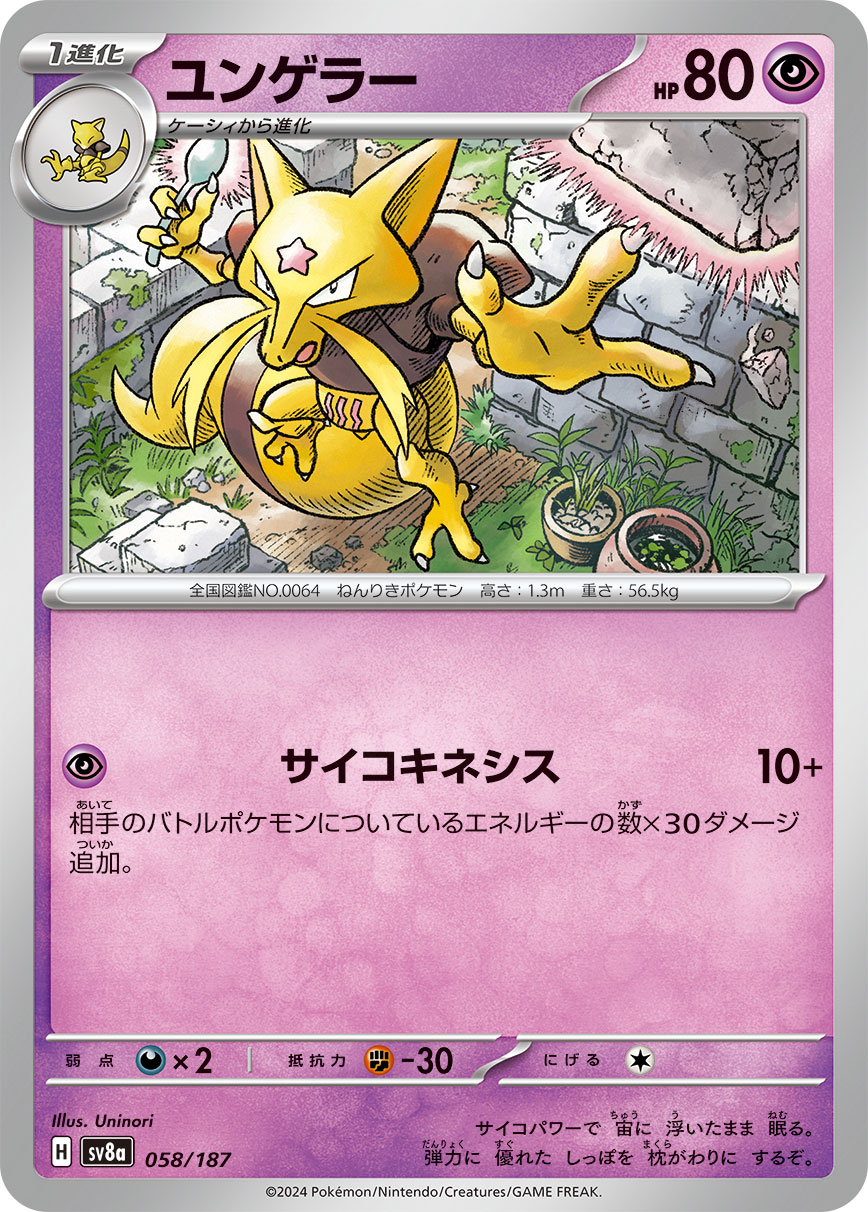 1進化
ユンゲラー
HP80
ケーシィから進化
全国図鑑NO.0064 ねんりきポケモン 高さ:1.3m 重さ:56.5kg
サイコキネシス 10+
あいて かず
相手のバトルポケモンについているエネルギーの数×30ダメージ
ついか
追加。
弱点 ×2 抵抗力 -30 にげる
Illus. Uninori
ちゅう う ねむ
サイコパワーで 宙に 浮いたまま 眠る。
だんりょく すぐ まくら
弾力に 優れた しっぽを 枕がわりに するぞ。
H sv8a 058/187
©2024 Pokémon/Nintendo/Creatures/GAME FREAK.